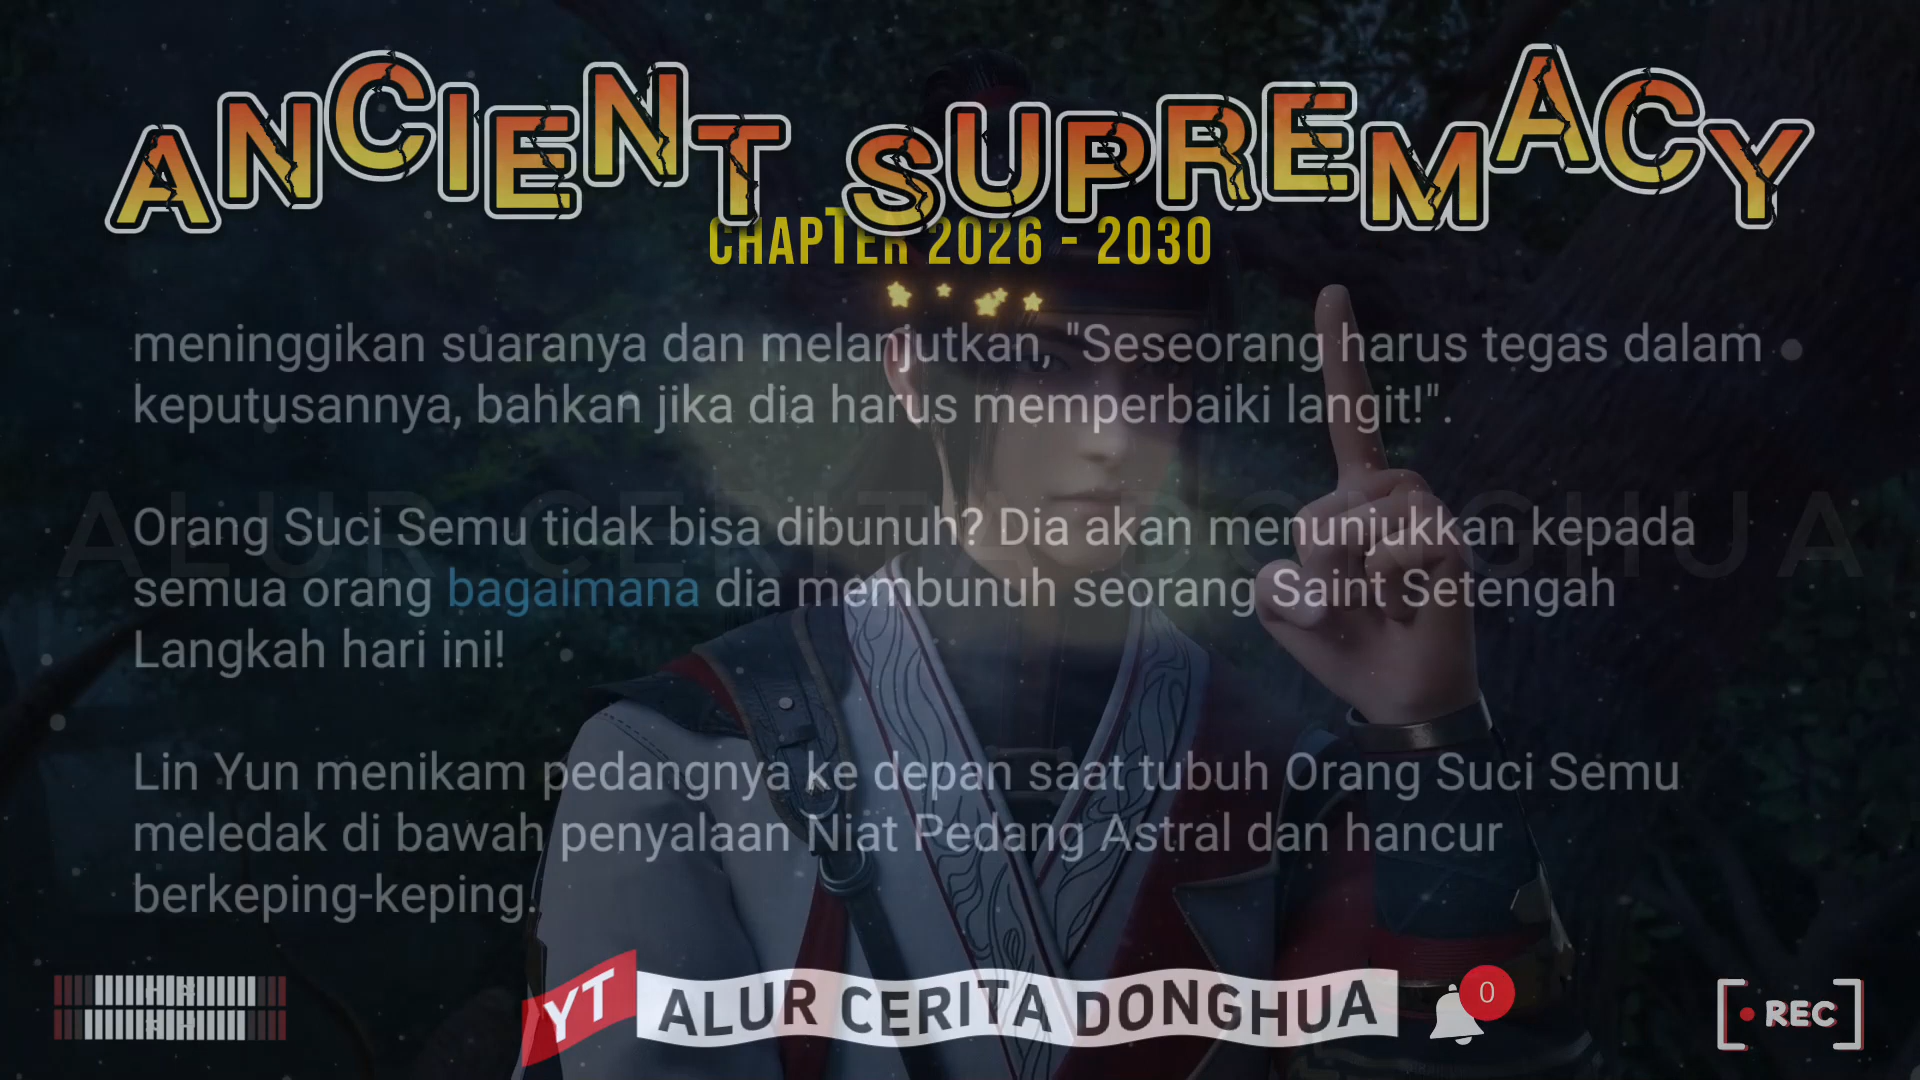 ANCIENT SUPREMACY
CHAPTER 2026 - 2030
meninggikan suaranya dan melanjutkan, "Seseorang harus tegas dalam
keputusannya, bahkan jika dia harus memperbaiki langit!".
ALUR CERITA DONGHUA
Orang Suci Semu tidak bisa dibunuh? Dia akan menunjukkan kepada
semua orang bagaimana dia membunuh seorang Saint Setengah
Langkah hari ini!
Lin Yun menikam pedangnya ke depan saat tubuh Orang Suci Semu
meledak di bawah penyalaan Niat Pedang Astral dan hancur
berkeping-keping.
YT ALUR CERITA DONGHUA
0
REC